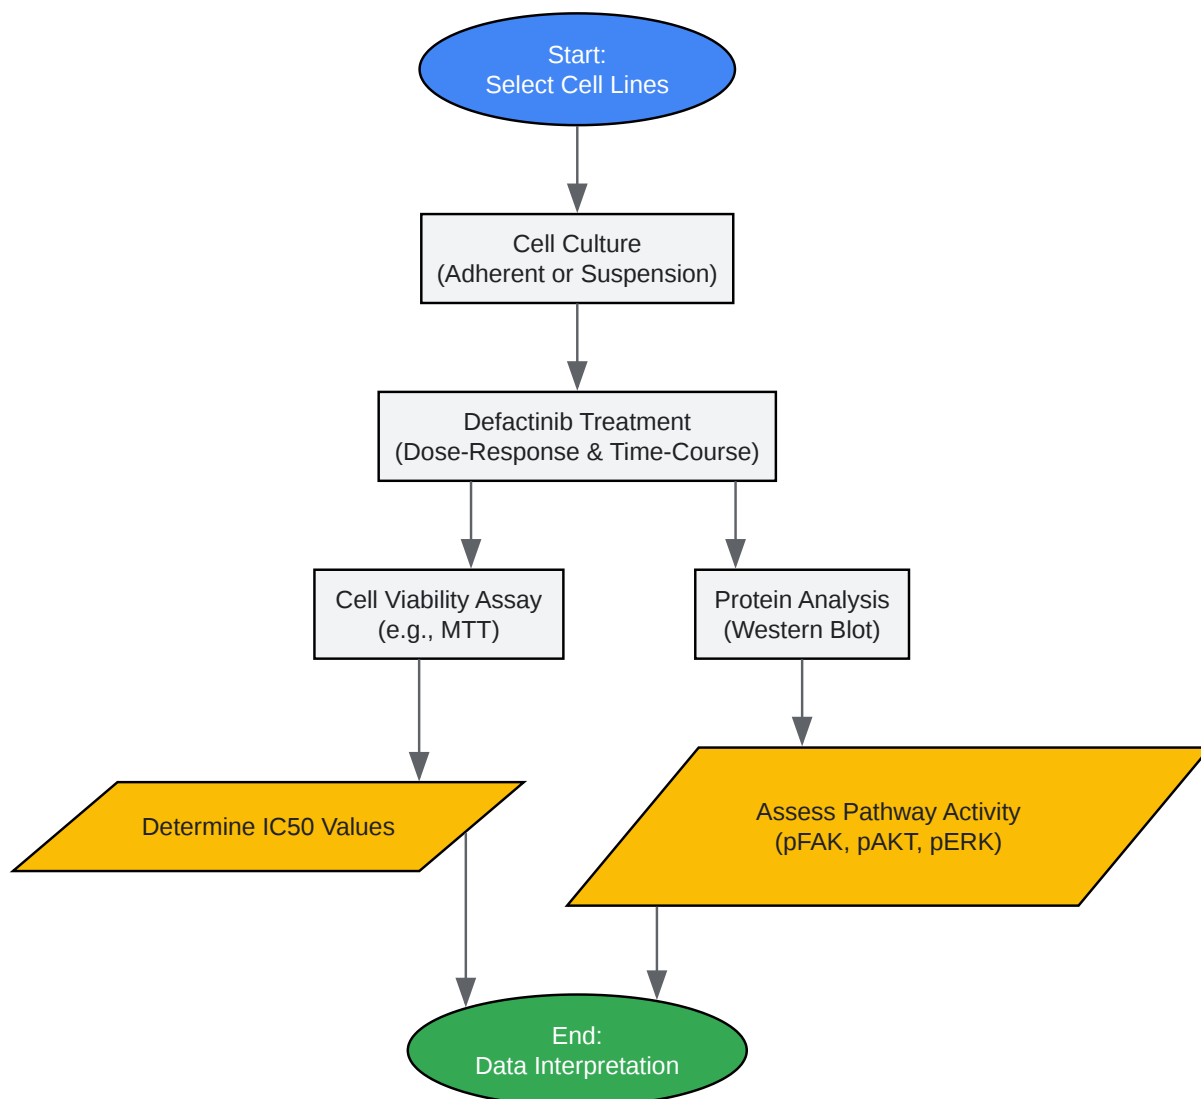 Start:
Select Cell Lines
Cell Culture
(Adherent or Suspension)
Defactinib Treatment
(Dose-Response & Time-Course)
Cell Viability Assay
(e.g., MTT)
Protein Analysis
(Western Blot)
Determine IC50 Values
Assess Pathway Activity
(pFAK, pAKT, pERK)
End:
Data Interpretation